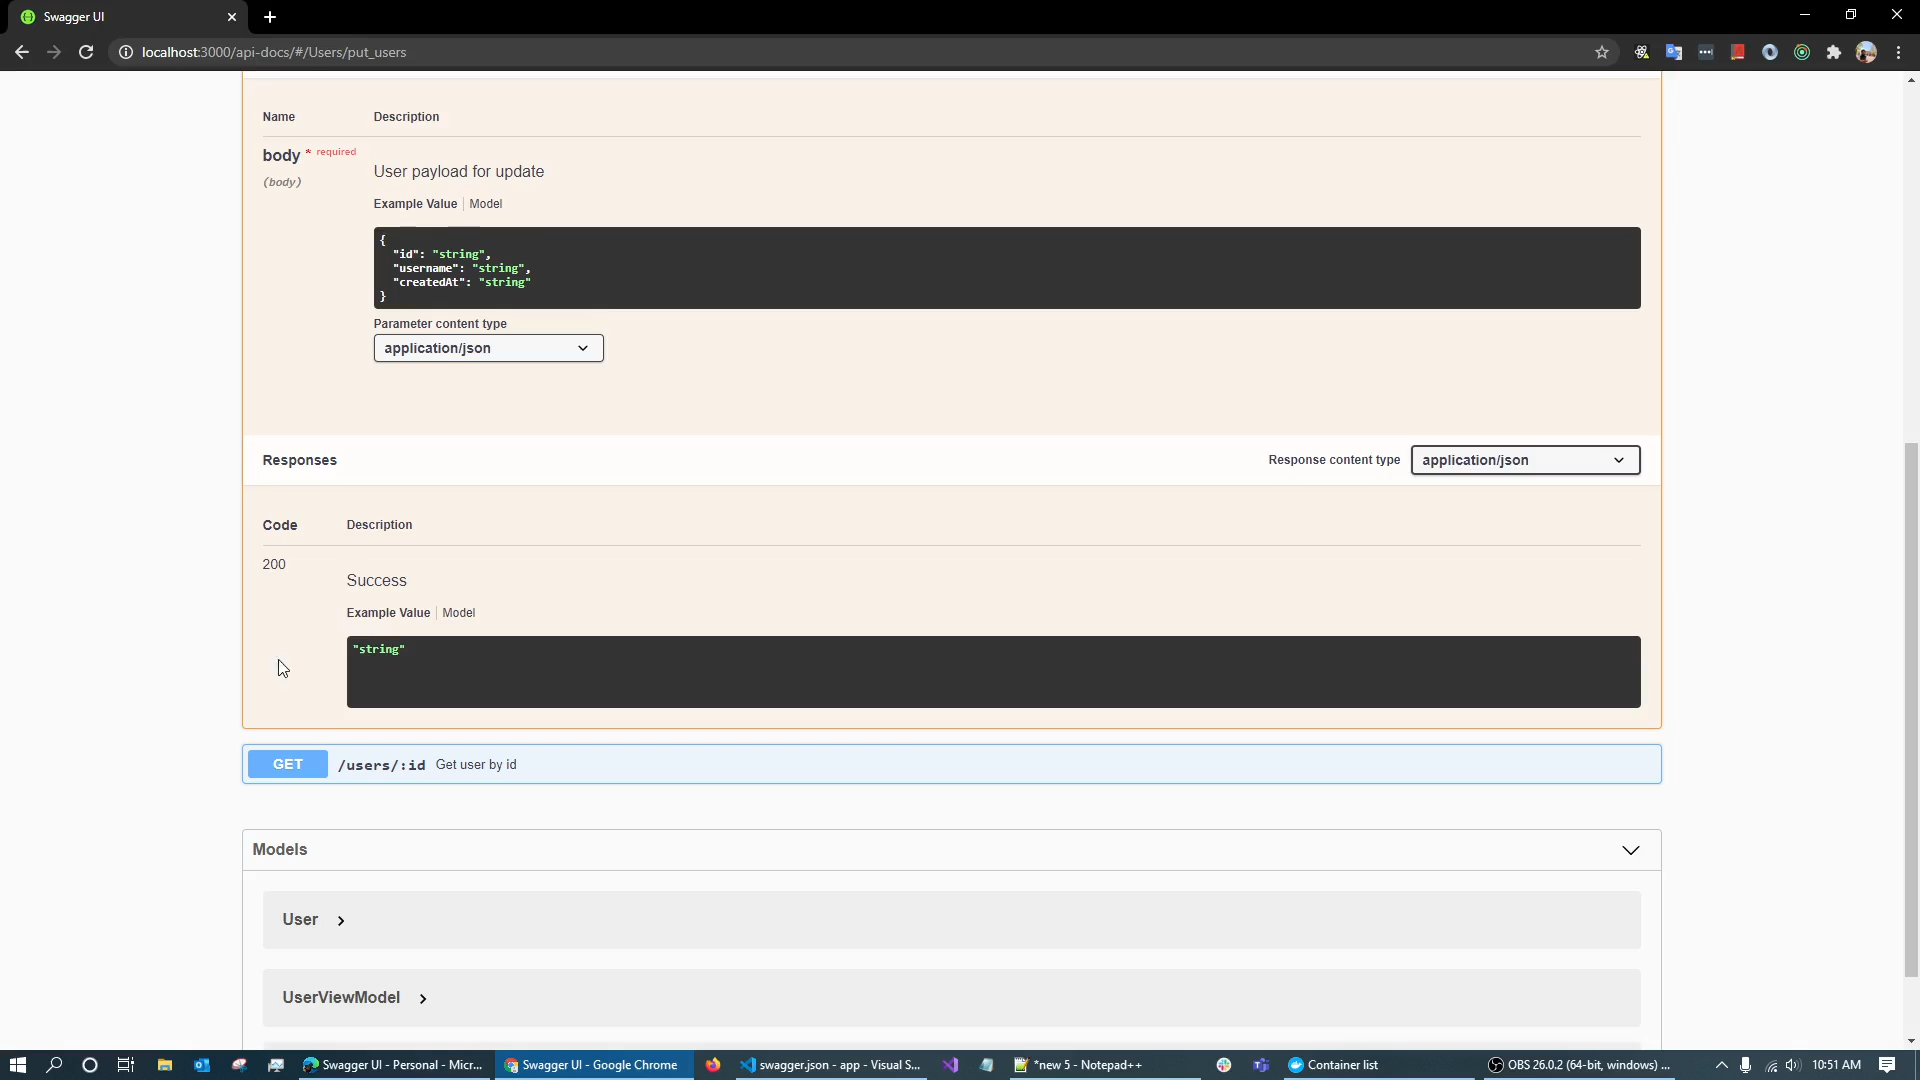 Swagger UI
localhost:3000/api-docs/#/Users/put_users
Name Description
body * required
(body)
User payload for update
Example Value Model
{
"id": "string",
"username": "string",
"createdAt": "string"
}
Parameter content type
application/json
Responses Response content type application/json
Code Description
200
Success
Example Value Model
"string"
GET /users/:id Get user by id
Models
User
UserViewModel
Swagger UI - Personal - Micr... Swagger UI - Google Chrome swagger.json - app - Visual S... *new 5 - Notepad++ Container list OBS 26.0.2 (64-bit, windows) ... 10:51 AM